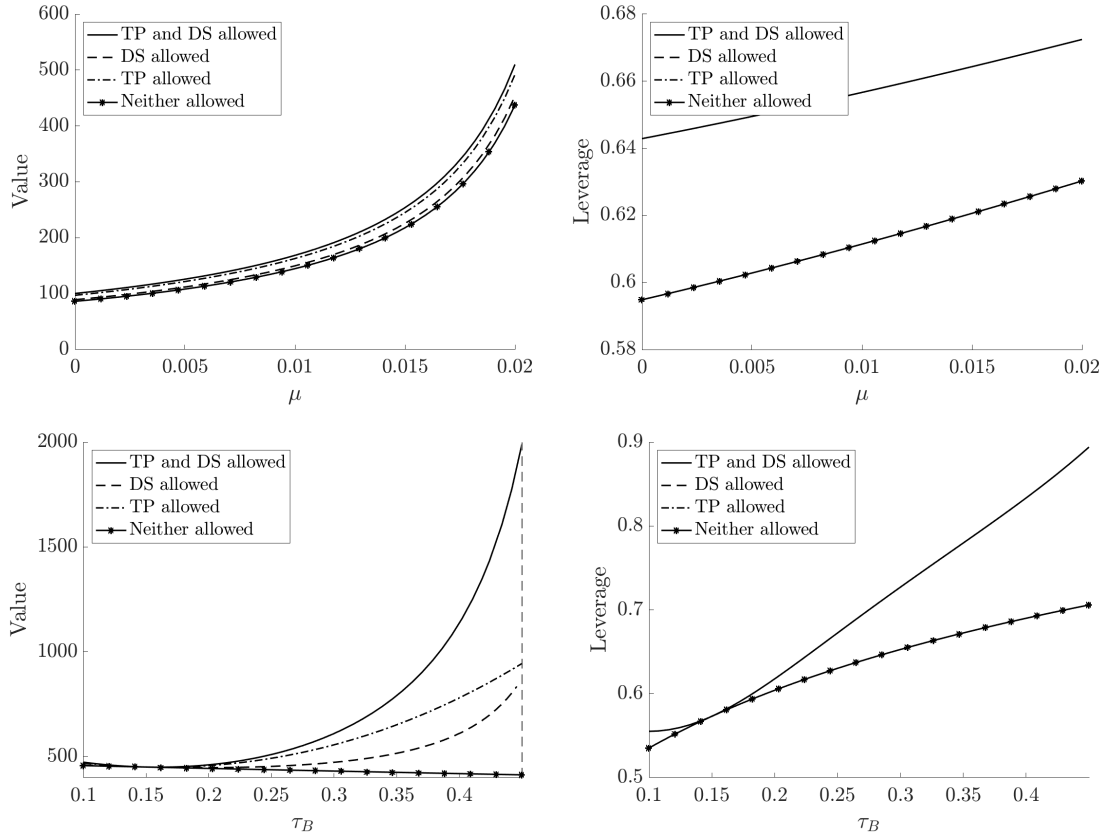 600
500
400
300
200
100
0
Value
TP and DS allowed
DS allowed
TP allowed
Neither allowed
0 0.005 0.01 0.015 0.02
μ
0.68
0.66
0.64
0.62
0.6
0.58
Leverage
TP and DS allowed
DS allowed
TP allowed
Neither allowed
0 0.005 0.01 0.015 0.02
μ
2000
1500
1000
500
Value
TP and DS allowed
DS allowed
TP allowed
Neither allowed
0.1 0.15 0.2 0.25 0.3 0.35 0.4
τ_B
0.9
0.8
0.7
0.6
0.5
Leverage
TP and DS allowed
DS allowed
TP allowed
Neither allowed
0.1 0.15 0.2 0.25 0.3 0.35 0.4
τ_B